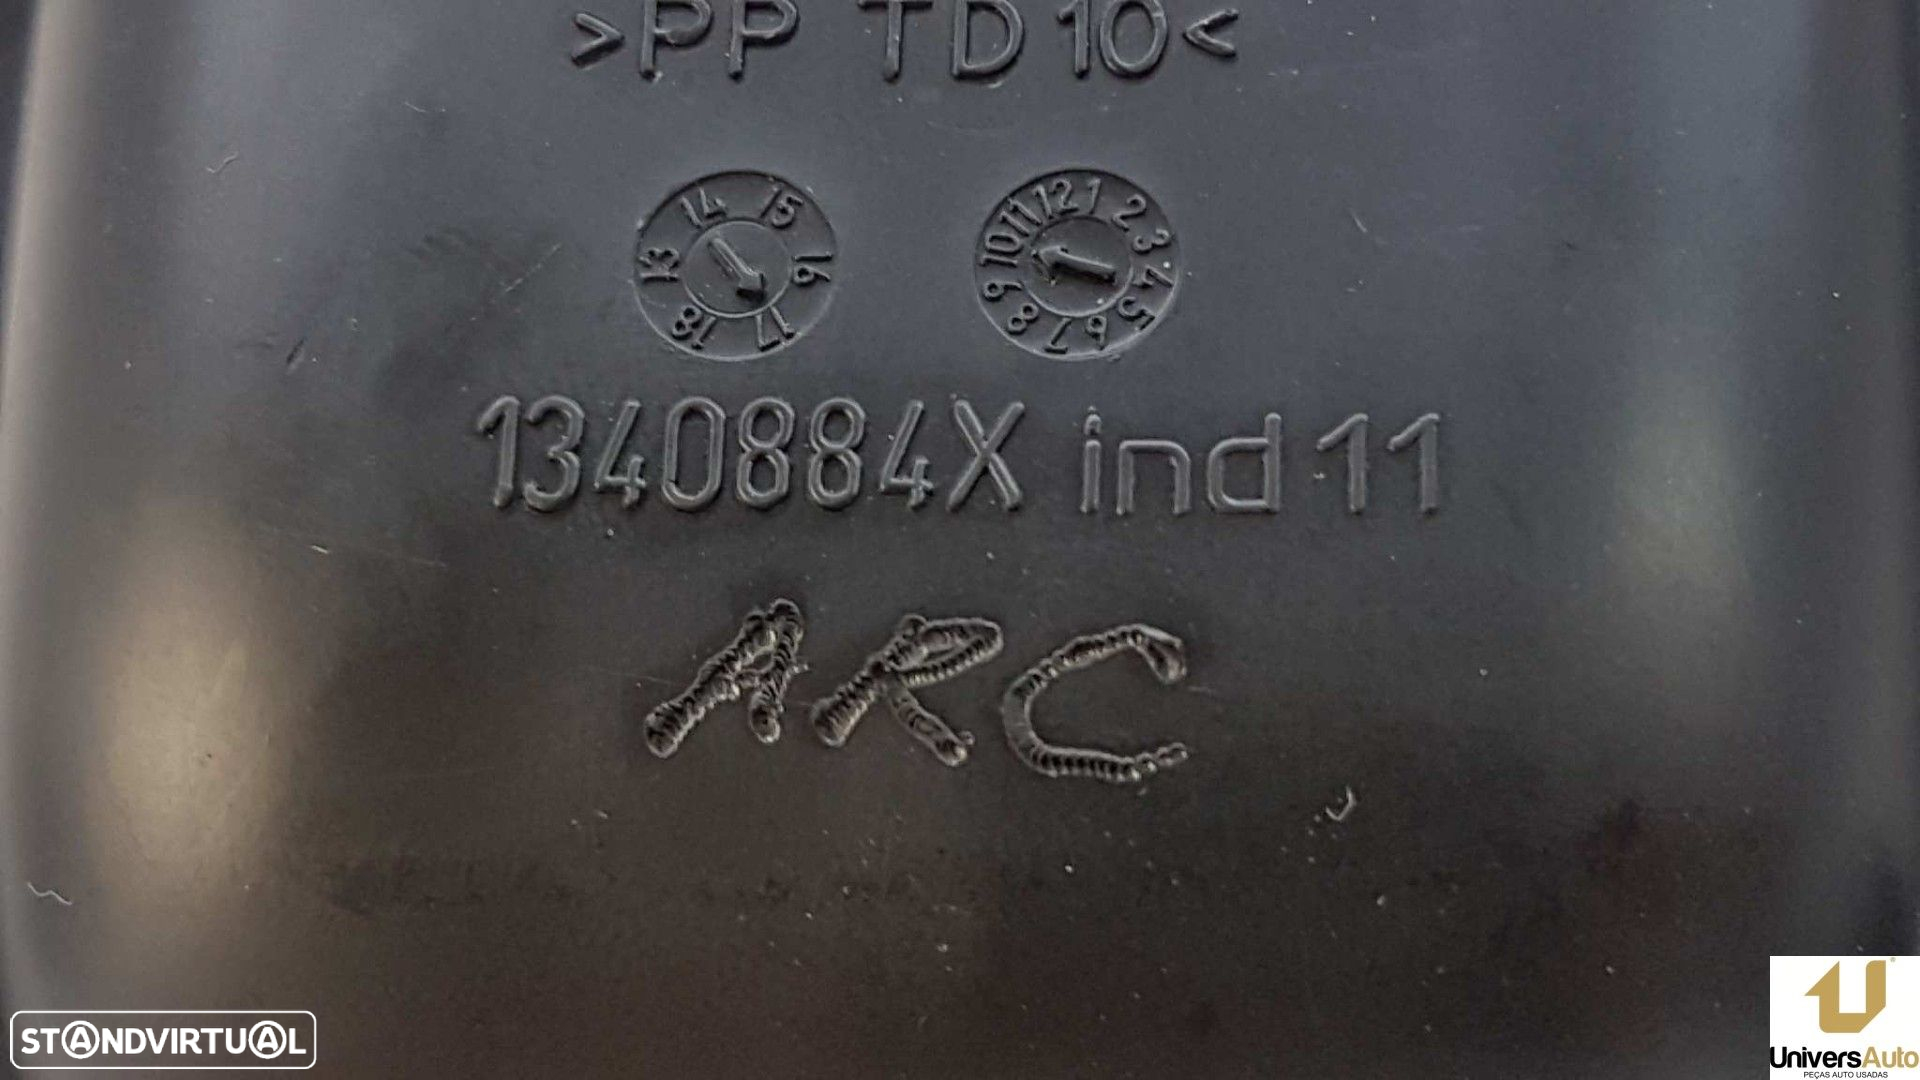 >PP TD10<
13 14 15 16 17 18
1 2 3 4 5 6 7 8 9 10 11 12
1340884X ind 11
ARC
STANDVIRTUAL
UniversAuto
PEÇAS AUTO USADAS